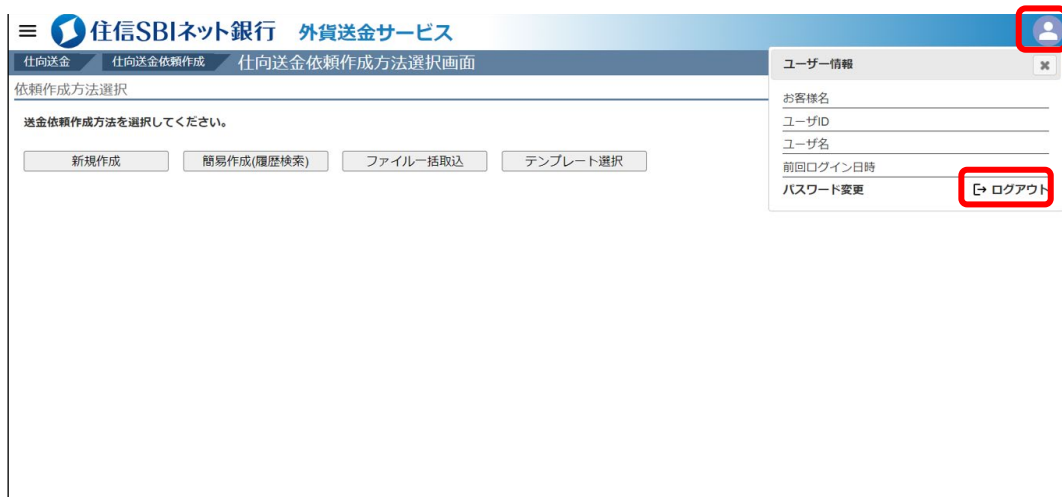 住信SBIネット銀行 外貨送金サービス
仕向送金 仕向送金依頼作成 仕向送金依頼作成方法選択画面
依頼作成方法選択
送金依頼作成方法を選択してください。
新規作成 簡易作成(履歴検索) ファイル一括取込 テンプレート選択
ユーザー情報
お客様名
ユーザID
ユーザ名
前回ログイン日時
パスワード変更 ログアウト